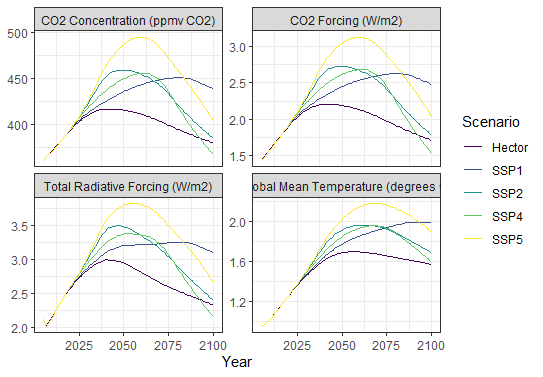 CO2 Concentration (ppmv CO2)
CO2 Forcing (W/m2)
500
450
400
3.0
2.5
2.0
1.5
Total Radiative Forcing (W/m2)
obal Mean Temperature (degrees
3.5
3.0
2.5
2.0
2.0
1.6
1.2
2025 2050 2075 2100
2025 2050 2075 2100
Year
Scenario
Hector
SSP1
SSP2
SSP4
SSP5